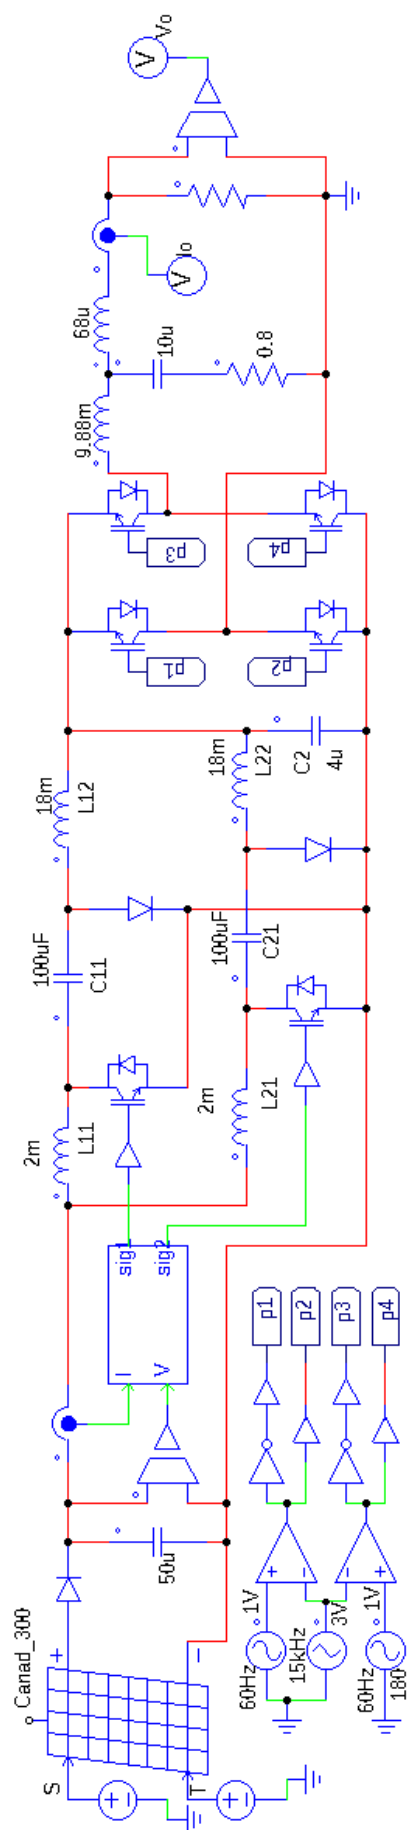 Canad_300
+
−
S
T
50u
I
V
sig1
sig2
2m
L11
100uF
C11
18m
L12
2m
L21
100uF
C21
18m
L22
C2
4u
p1
p2
p3
p4
9.88m
68u
10u
0.8
V
Io
V
Vo
60Hz
1V
15kHz
3V
60Hz
1V
180
p1
p2
p3
p4